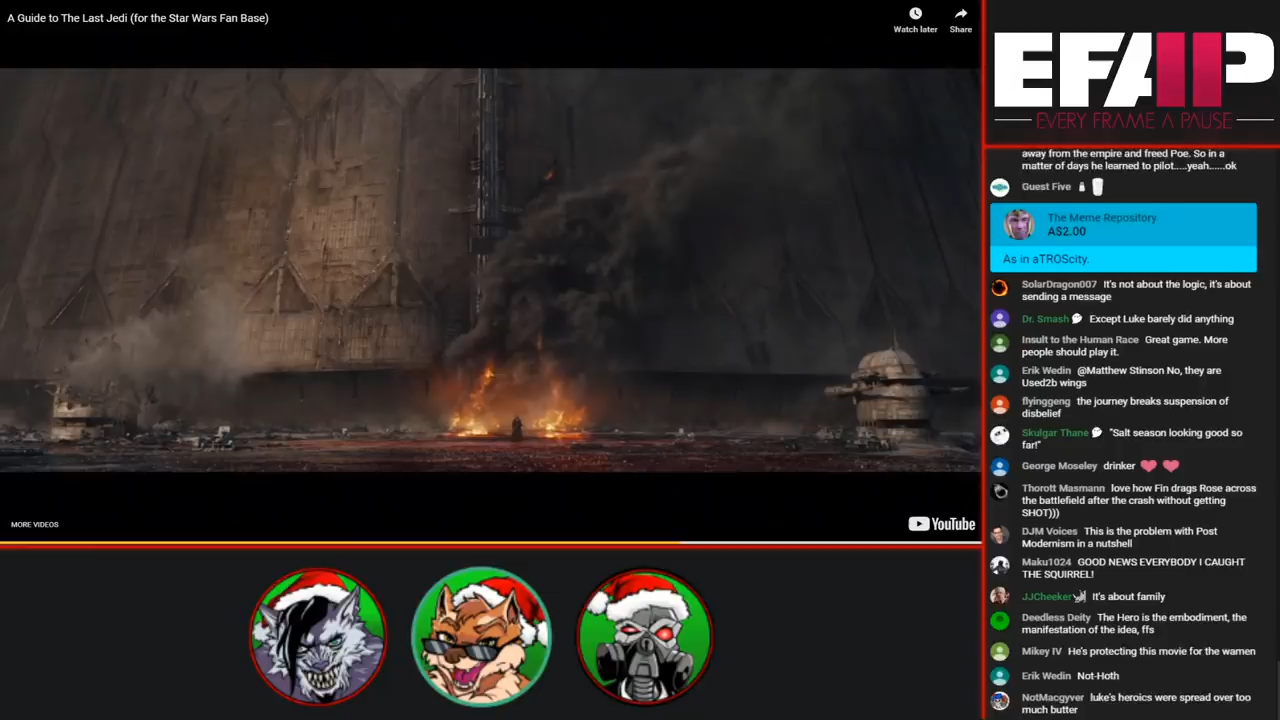 A Guide to The Last Jedi (for the Star Wars Fan Base)
Watch later
Share
MORE VIDEOS
YouTube
EFAP
EVERY FRAME A PAUSE
away from the empire and freed Poe. So in a
matter of days he learned to pilot.....yeah......ok
Guest Five
The Meme Repository
A$2.00
As in aTROScity.
SolarDragon007 It's not about the logic, it's about
sending a message
Dr. Smash Except Luke barely did anything
Insult to the Human Race Great game. More
people should play it.
Erik Wedin @Matthew Stinson No, they are
Used2b wings
flyinggeng the journey breaks suspension of
disbelief
Skulgar Thane "Salt season looking good so
far!"
George Moseley drinker
Thorott Masmann love how Fin drags Rose across
the battlefield after the crash without getting
SHOT)))
DJM Voices This is the problem with Post
Modernism in a nutshell
Maku1024 GOOD NEWS EVERYBODY I CAUGHT
THE SQUIRREL!
JJCheeker It's about family
Deedless Deity The Hero is the embodiment, the
manifestation of the idea, ffs
Mikey IV He's protecting this movie for the wamen
Erik Wedin Not-Hoth
NotMacgyver luke's heroics were spread over too
much butter